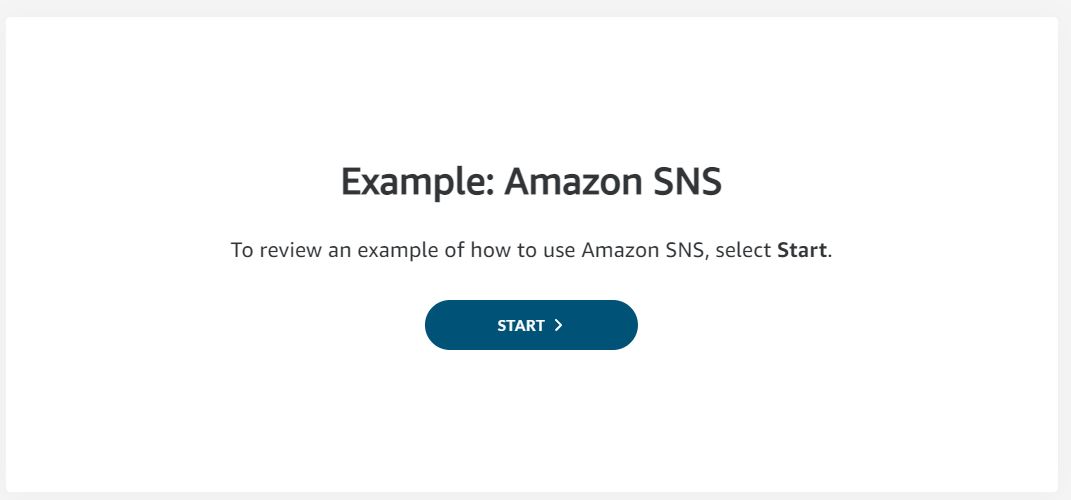 Example: Amazon SNS
To review an example of how to use Amazon SNS, select Start.
START